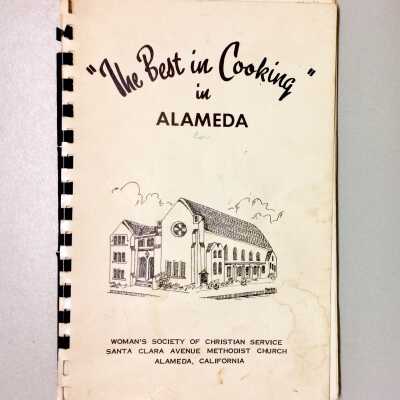 "The Best in Cooking"
in
ALAMEDA
WOMAN'S SOCIETY OF CHRISTIAN SERVICE
SANTA CLARA AVENUE METHODIST CHURCH
ALAMEDA, CALIFORNIA